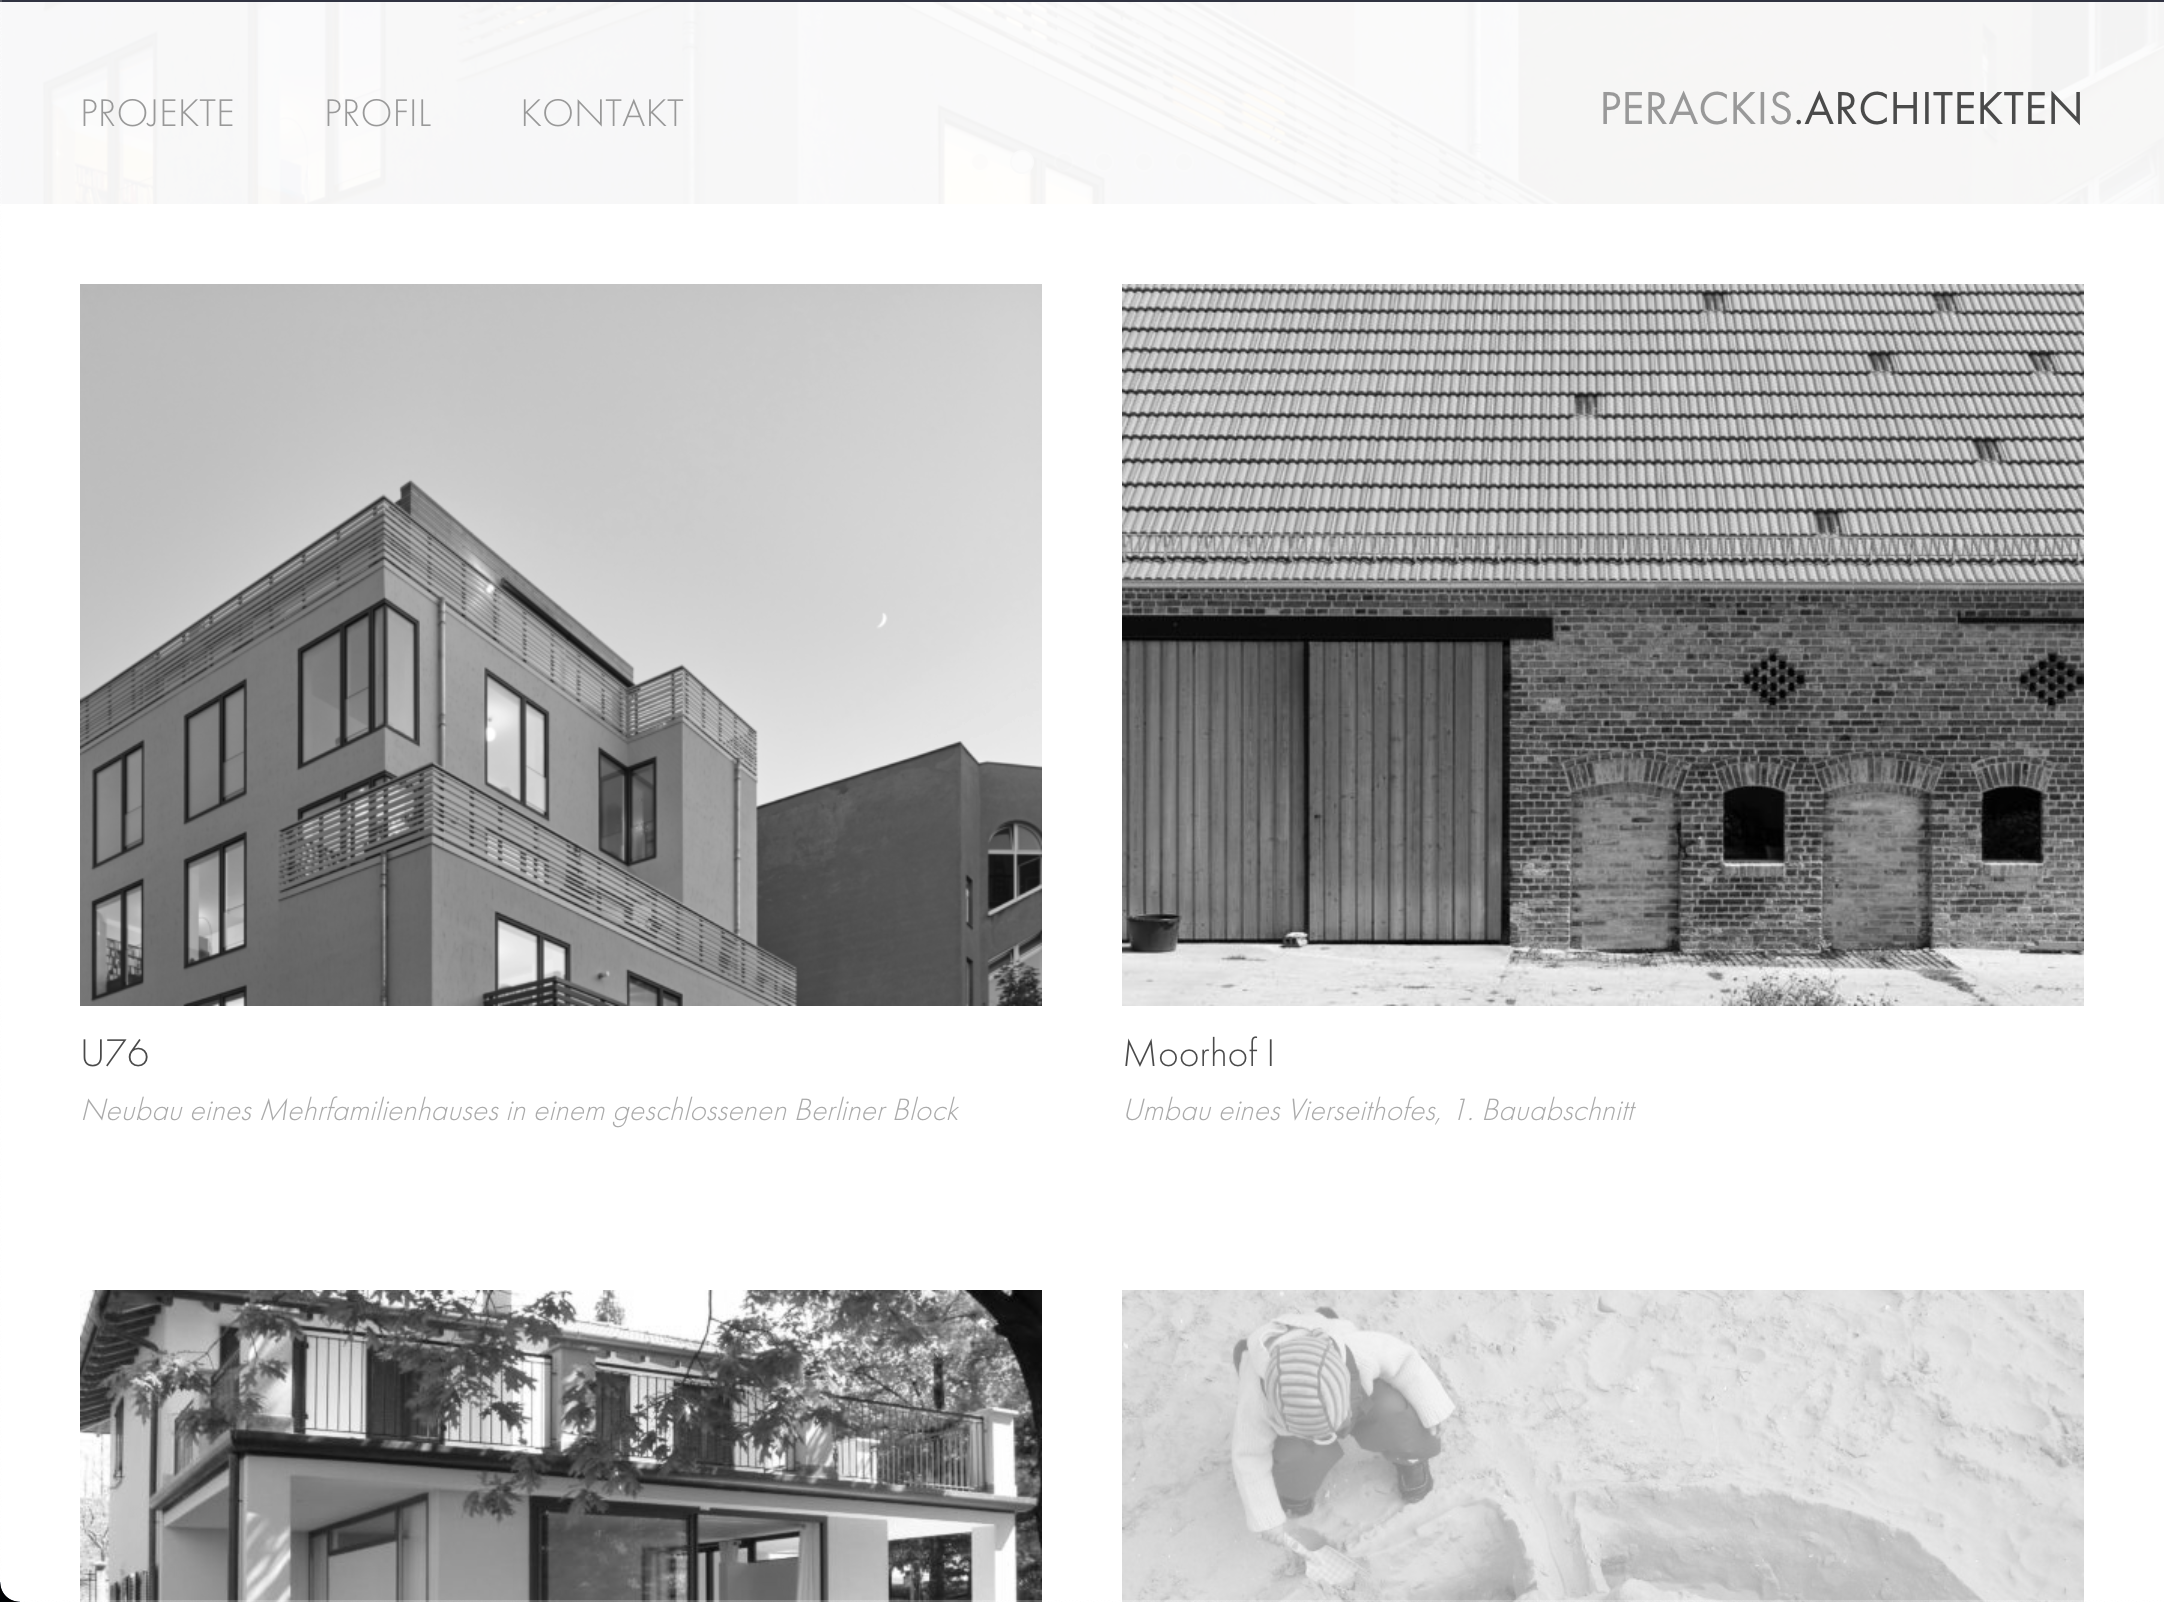 PROJEKTE PROFIL KONTAKT PERACKIS.ARCHITEKTEN
U76
Neubau eines Mehrfamilienhauses in einem geschlossenen Berliner Block
Moorhof I
Umbau eines Vierseithofes, 1. Bauabschnitt